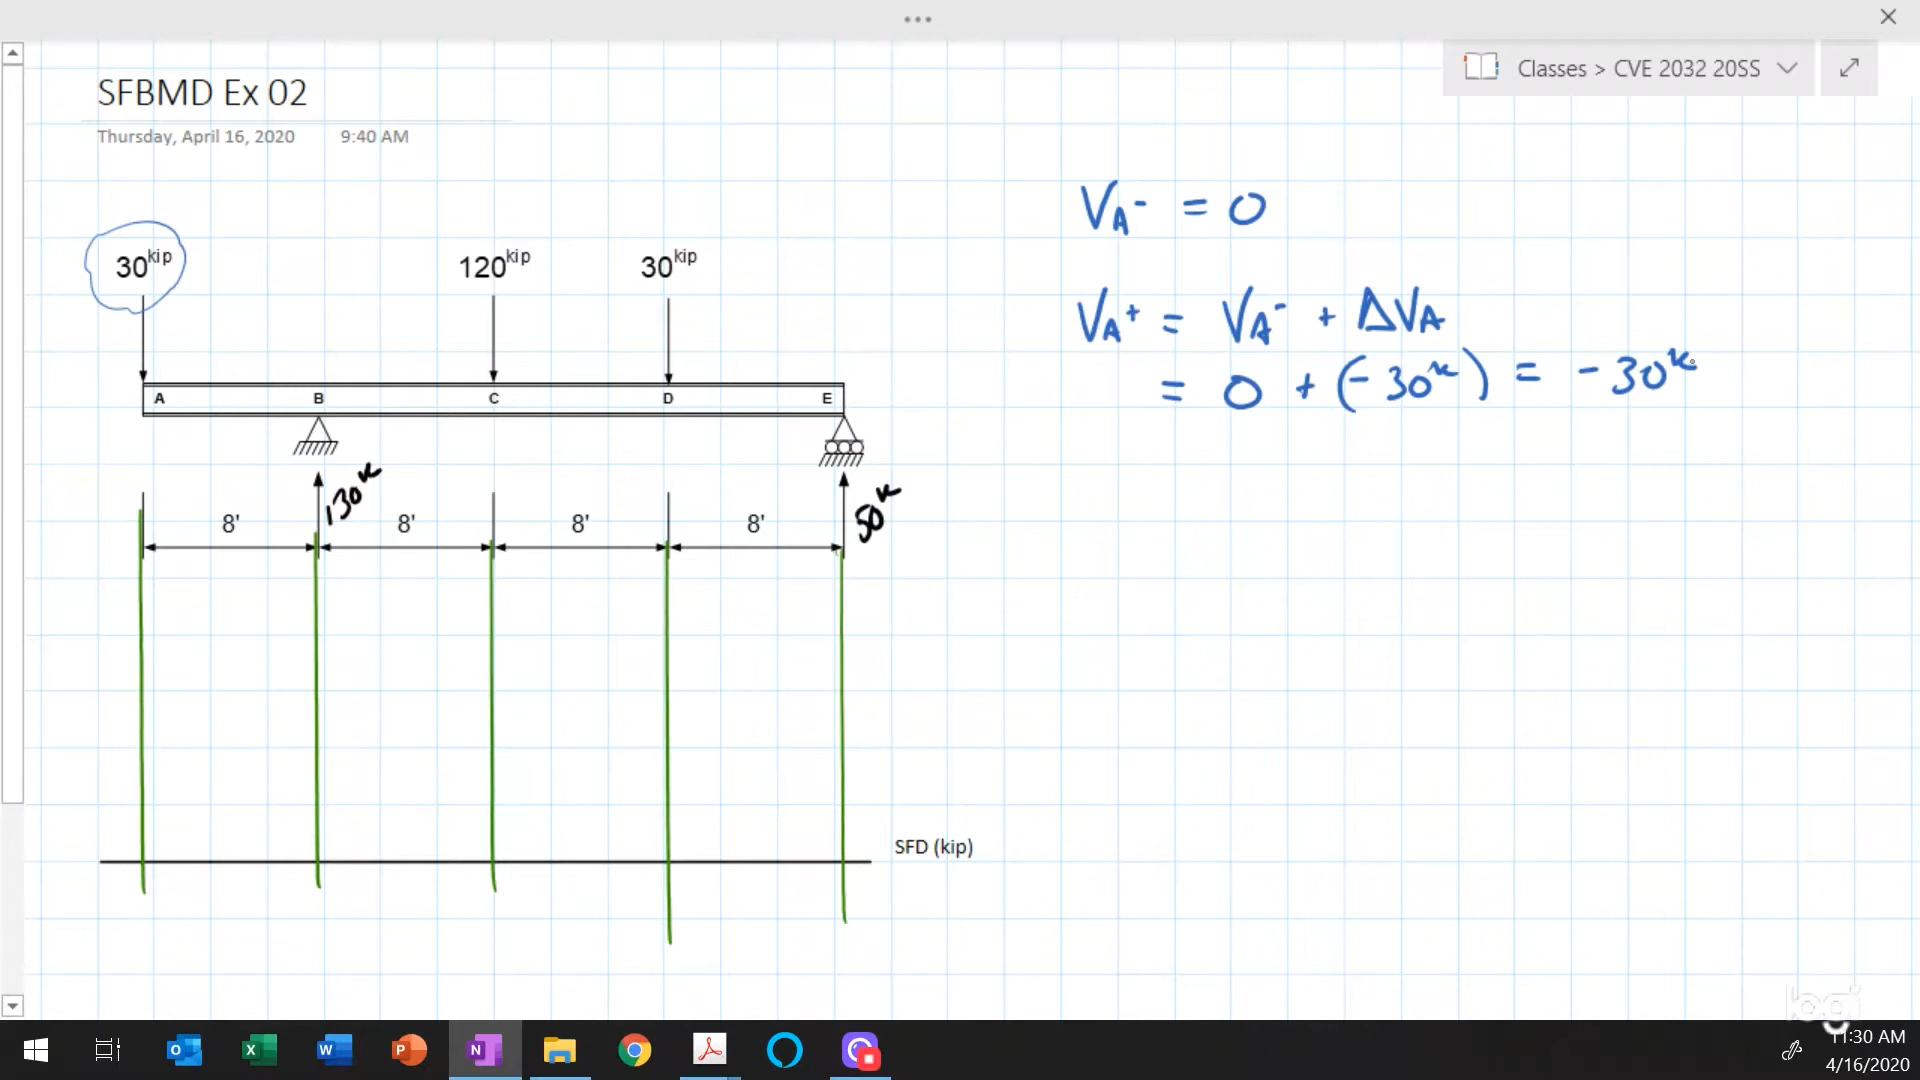 Classes > CVE 2032 20SS
SFBMD Ex 02
Thursday, April 16, 2020 9:40 AM
30kip 120kip 30kip
A B C D E
130k 50k
8' 8' 8' 8'
SFD (kip)
VA- = 0
VA+ = VA- + ΔVA
= 0 + (-30k) = -30k
logi
11:30 AM
4/16/2020